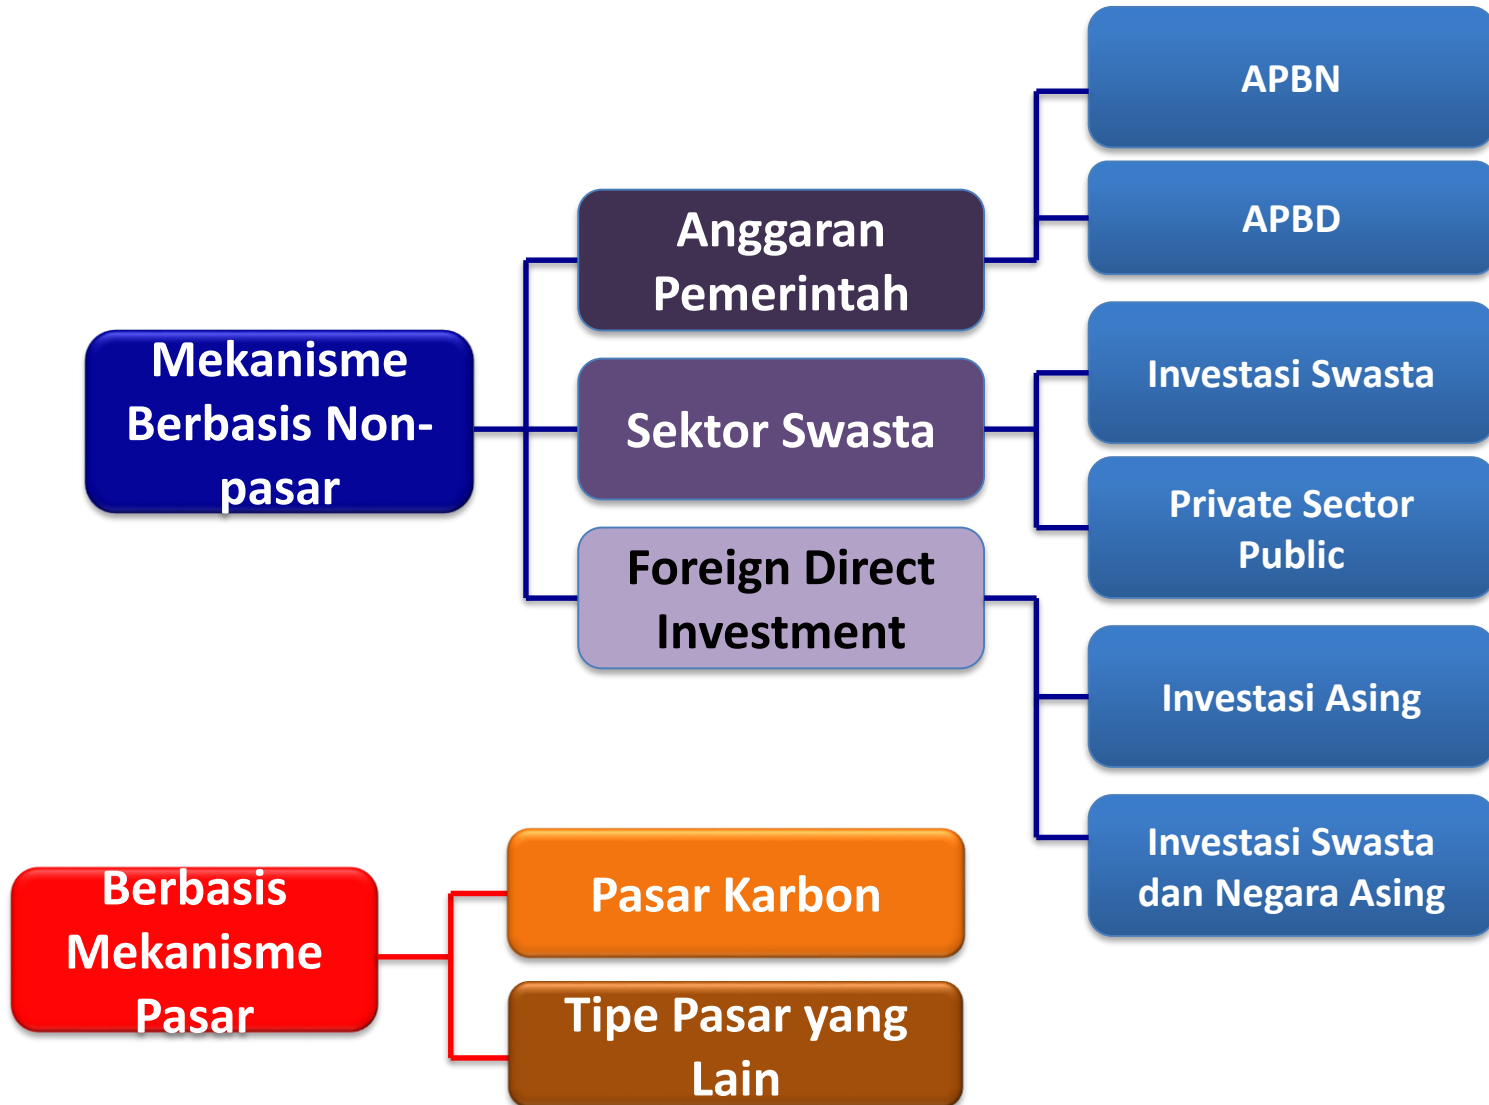 Mekanisme
Berbasis Non-
pasar
Anggaran
Pemerintah
APBN
APBD
Sektor Swasta
Investasi Swasta
Private Sector
Public
Foreign Direct
Investment
Investasi Asing
Investasi Swasta
dan Negara Asing
Berbasis
Mekanisme
Pasar
Pasar Karbon
Tipe Pasar yang
Lain